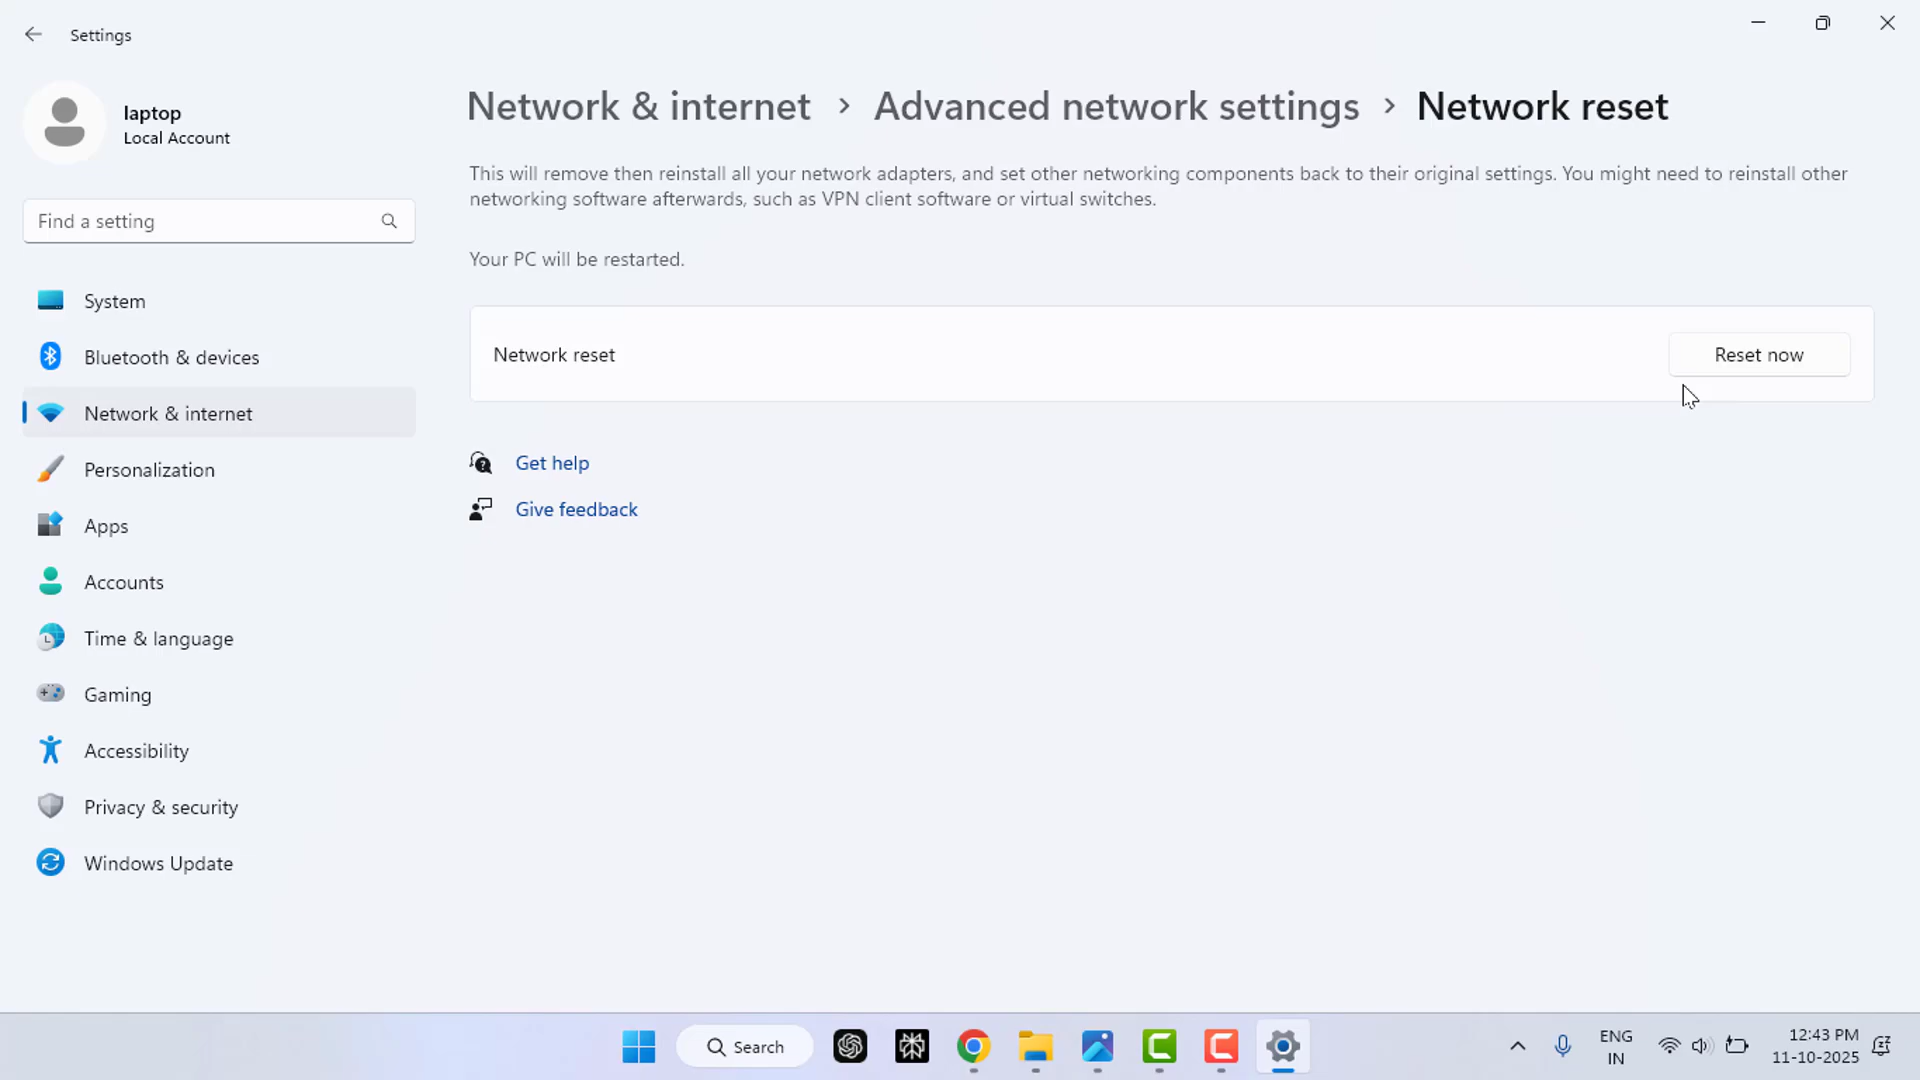 Settings
laptop
Local Account
Find a setting
System
Bluetooth & devices
Network & internet
Personalization
Apps
Accounts
Time & language
Gaming
Accessibility
Privacy & security
Windows Update
Network & internet > Advanced network settings > Network reset
This will remove then reinstall all your network adapters, and set other networking components back to their original settings. You might need to reinstall other
networking software afterwards, such as VPN client software or virtual switches.
Your PC will be restarted.
Network reset
Reset now
Get help
Give feedback
Search
ENG
IN
12:43 PM
11-10-2025